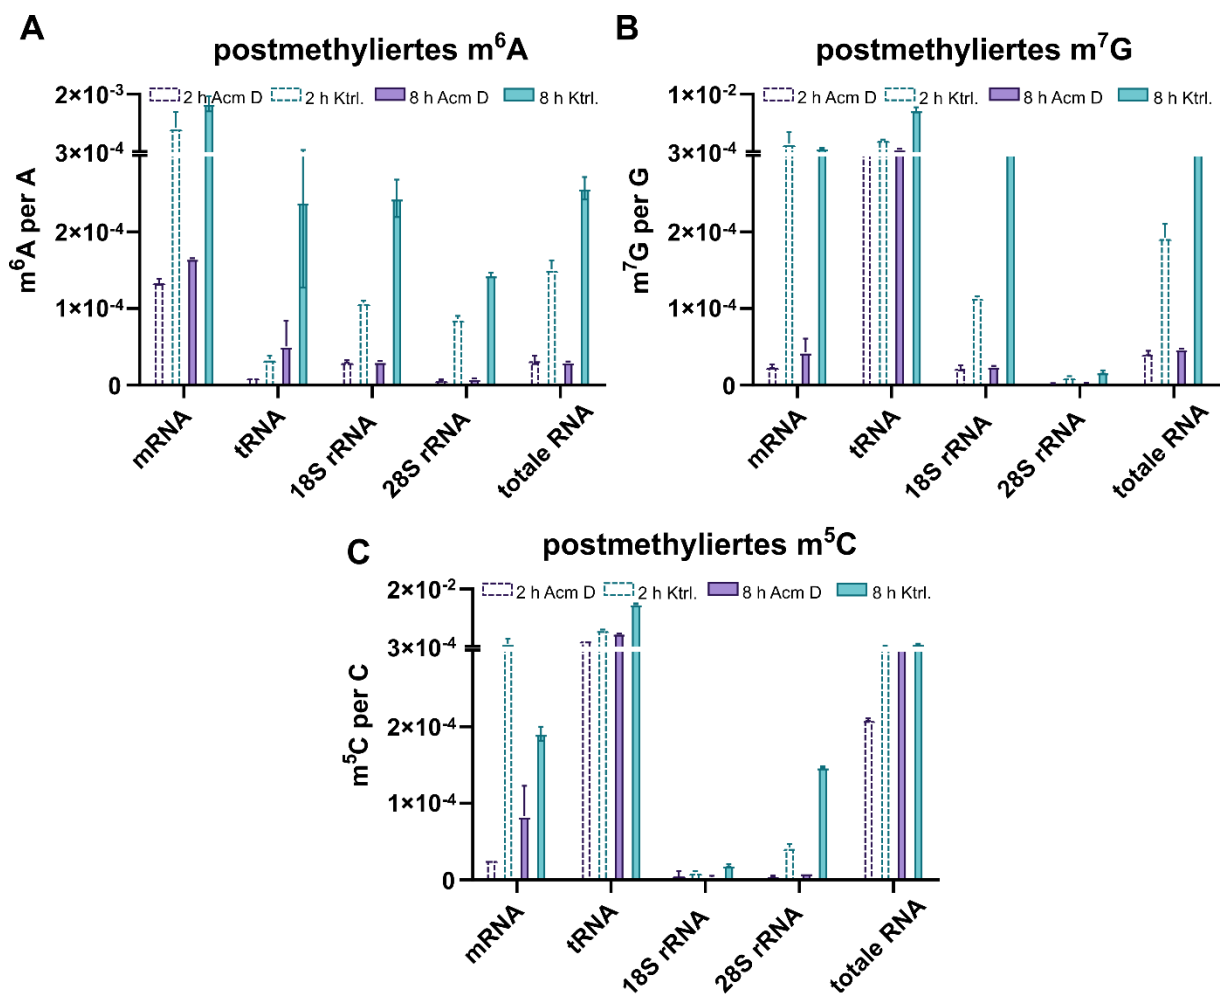 A
postmethyliertes m⁶A
2 h Acm D 2 h Ktrl. 8 h Acm D 8 h Ktrl.
m⁶A per A
2×10⁻³
3×10⁻⁴
2×10⁻⁴
1×10⁻⁴
0
mRNA
tRNA
18S rRNA
28S rRNA
totale RNA
B
postmethyliertes m⁷G
2 h Acm D 2 h Ktrl. 8 h Acm D 8 h Ktrl.
m⁷G per G
1×10⁻²
3×10⁻⁴
2×10⁻⁴
1×10⁻⁴
0
mRNA
tRNA
18S rRNA
28S rRNA
totale RNA
C
postmethyliertes m⁵C
2 h Acm D 2 h Ktrl. 8 h Acm D 8 h Ktrl.
m⁵C per C
2×10⁻²
3×10⁻⁴
2×10⁻⁴
1×10⁻⁴
0
mRNA
tRNA
18S rRNA
28S rRNA
totale RNA